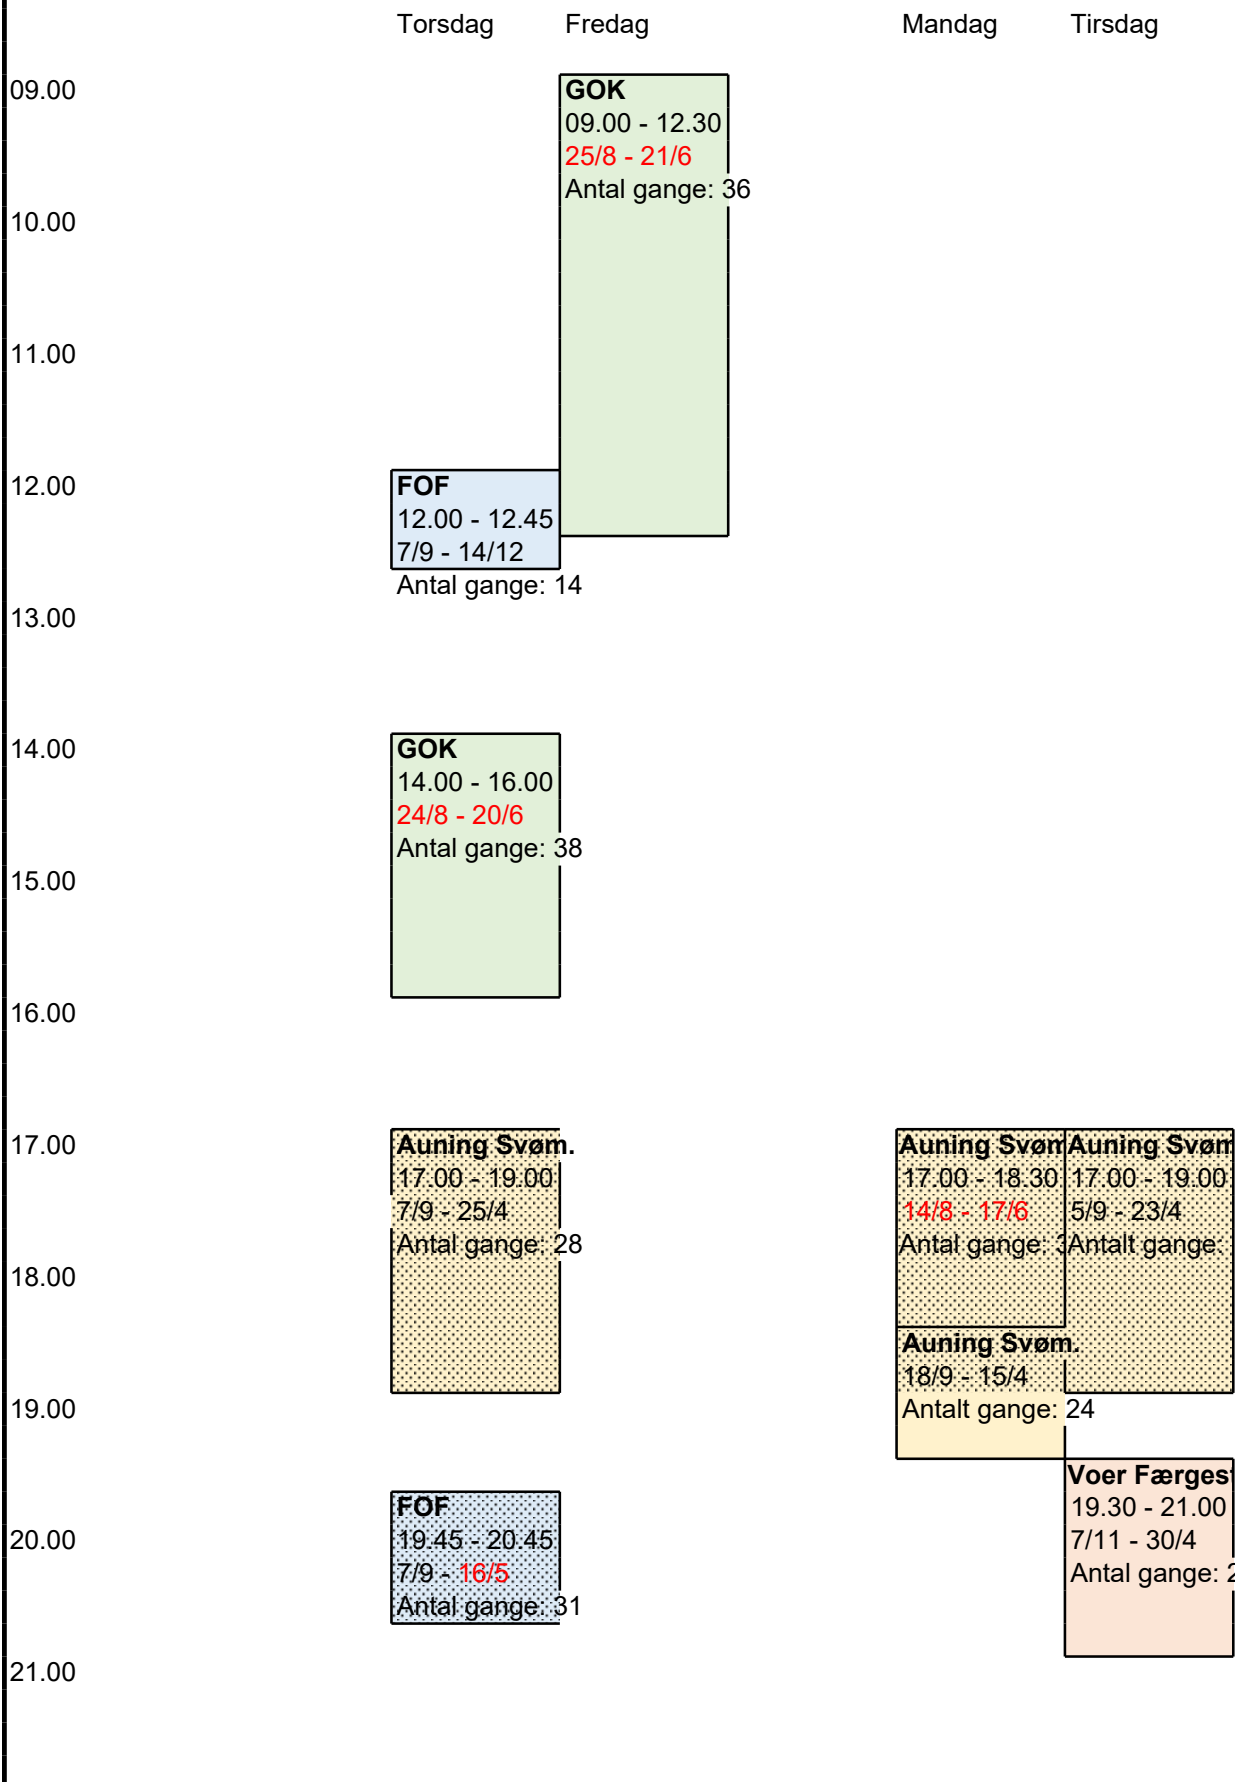 Torsdag Fredag Mandag Tirsdag
09.00
GOK
09.00 - 12.30
25/8 - 21/6
Antal gange: 36
10.00
11.00
12.00
FOF
12.00 - 12.45
7/9 - 14/12
Antal gange: 14
13.00
14.00
GOK
14.00 - 16.00
24/8 - 20/6
Antal gange: 38
15.00
16.00
17.00
Auning Svøm.
17.00 - 19.00
7/9 - 25/4
Antal gange: 28
Auning Svøm
17.00 - 18.30
14/8 - 17/6
Antal gange:
Auning Svøm
17.00 - 19.00
5/9 - 23/4
Antalt gange:
18.00
Auning Svøm.
18/9 - 15/4
Antalt gange: 24
19.00
FOF
19.45 - 20.45
7/9 - 16/5
Antal gange: 31
Voer Færges
19.30 - 21.00
7/11 - 30/4
Antal gange:
20.00
21.00